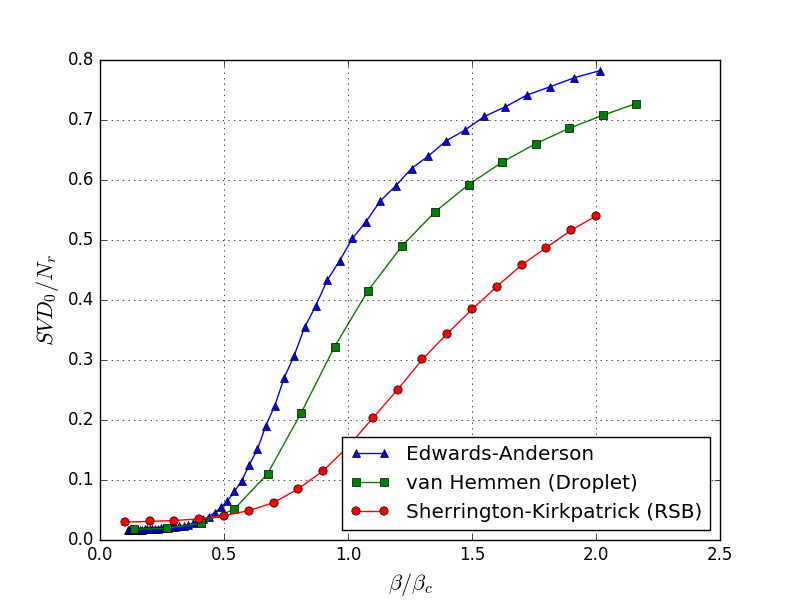 0.8
0.7
0.6
0.5
0.4
0.3
0.2
0.1
0.0
SVD₀/Nᵣ
Edwards-Anderson
van Hemmen (Droplet)
Sherrington-Kirkpatrick (RSB)
0.0 0.5 1.0 1.5 2.0 2.5
β/β_c